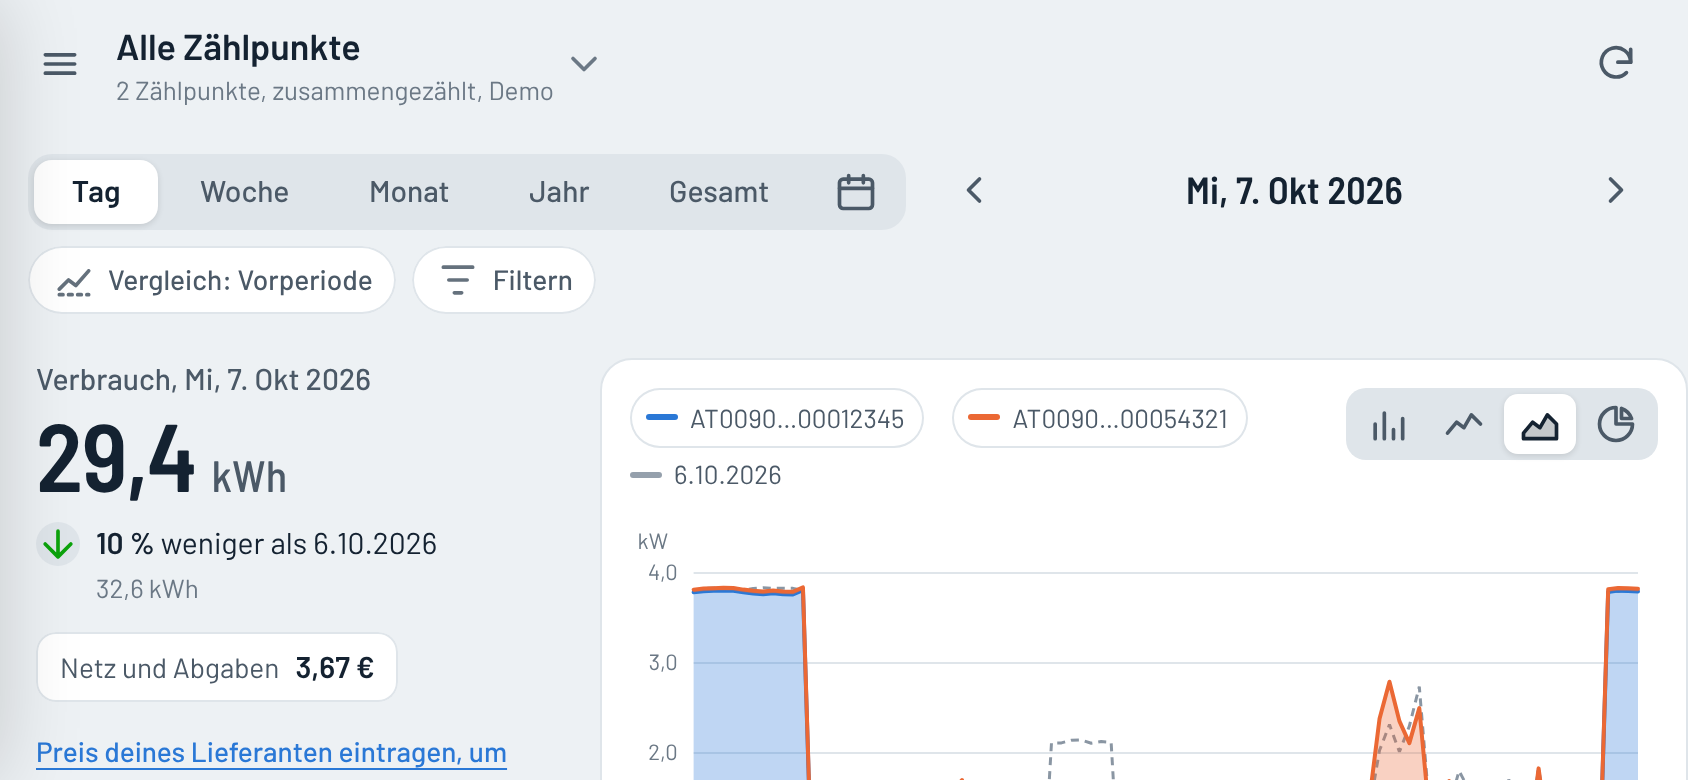 Alle Zählpunkte
2 Zählpunkte, zusammengezählt, Demo
Tag Woche Monat Jahr Gesamt
Mi, 7. Okt 2026
Vergleich: Vorperiode
Filtern
Verbrauch, Mi, 7. Okt 2026
29,4 kWh
10 % weniger als 6.10.2026
32,6 kWh
Netz und Abgaben 3,67 €
Preis deines Lieferanten eintragen, um
AT0090...00012345
AT0090...00054321
6.10.2026
kW
4,0
3,0
2,0